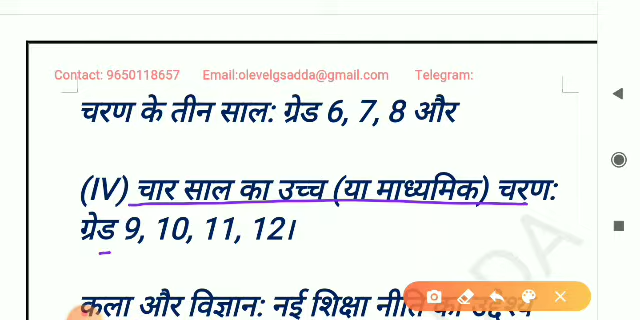 Contact: 9650118657 Email:olevelgsadda@gmail.com Telegram:
चरण के तीन साल: ग्रेड 6, 7, 8 और
(IV) चार साल का उच्च (या माध्यमिक) चरण:
ग्रेड 9, 10, 11, 12।
कला और विज्ञान: नई शिक्षा नीति का उद्देश्य